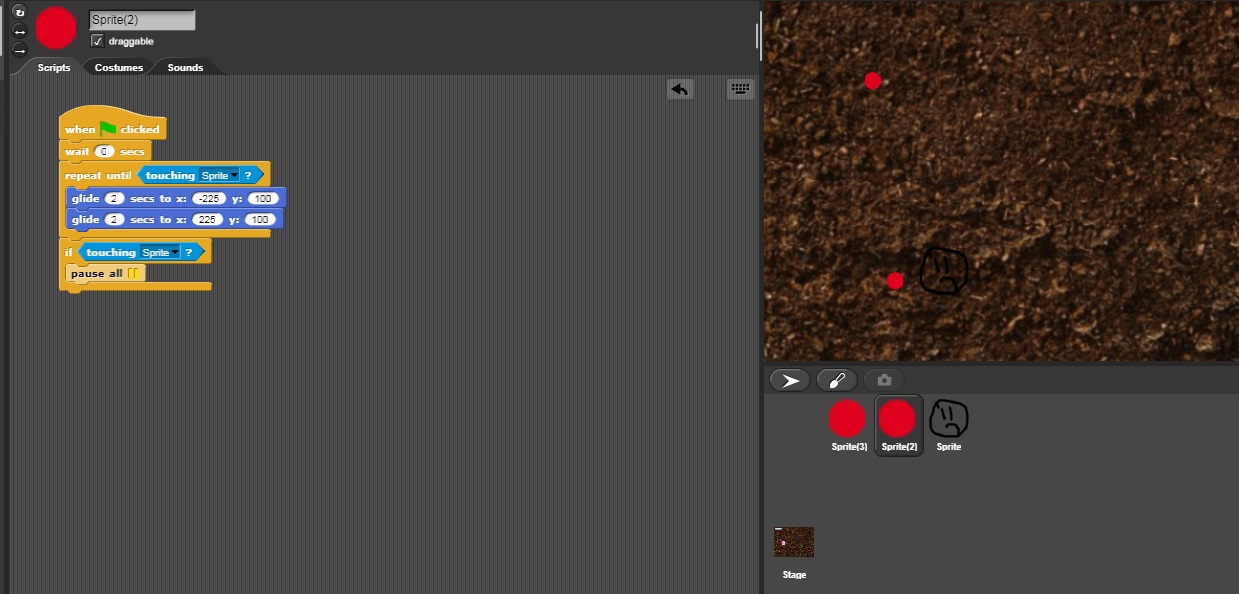 Sprite(2)
draggable
Scripts Costumes Sounds
when clicked
wait 0 secs
repeat until touching Sprite ?
glide 2 secs to x: -225 y: 100
glide 2 secs to x: 225 y: 100
if touching Sprite ?
pause all
Sprite(3) Sprite(2) Sprite
Stage